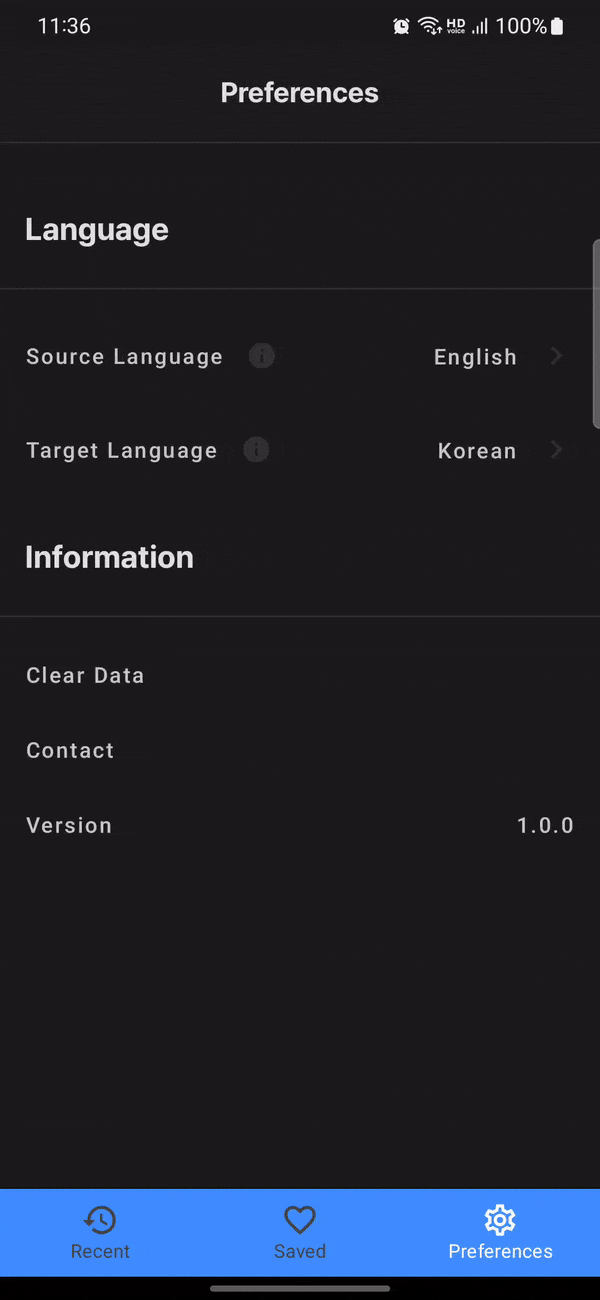 11:36 HD voice 100%
Preferences
Language
Source Language English
Target Language Korean
Information
Clear Data
Contact
Version 1.0.0
Recent Saved Preferences